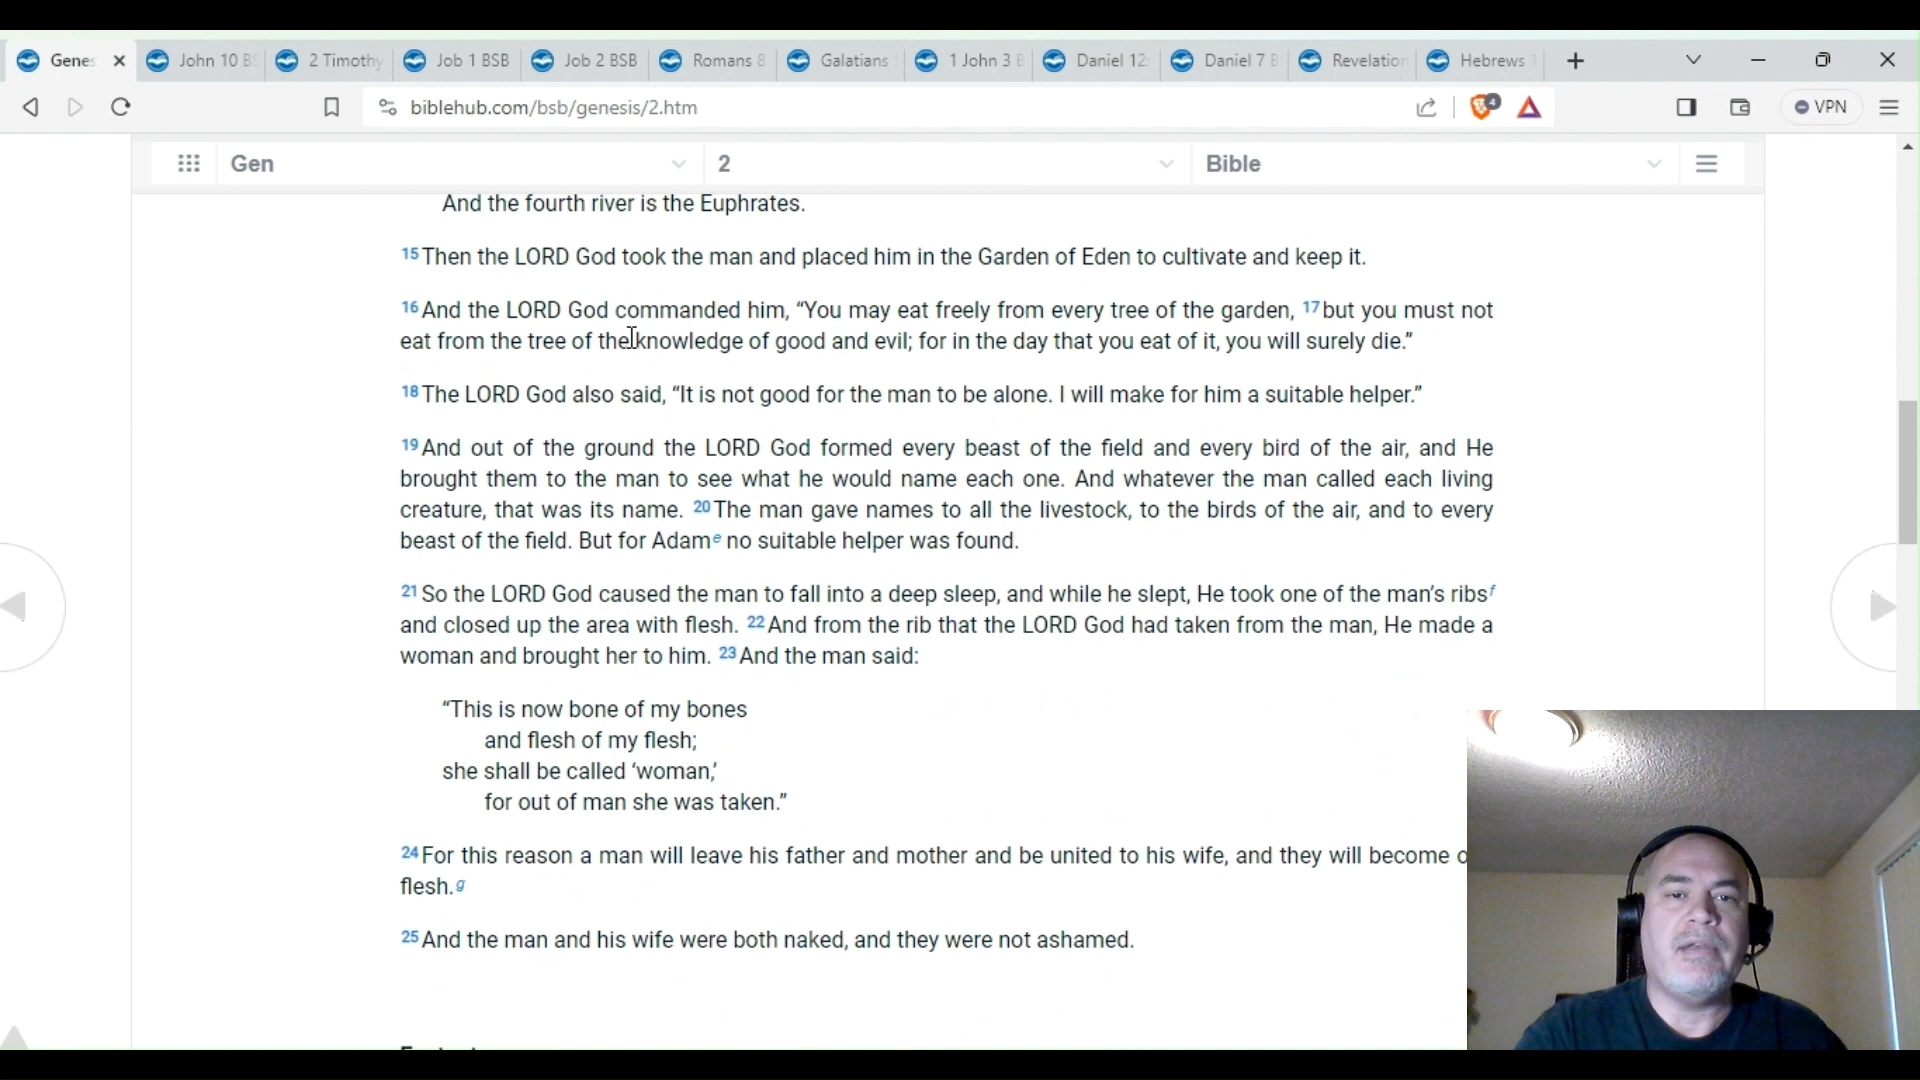 Genes
John 10 BS
2 Timothy
Job 1 BSB
Job 2 BSB
Romans 8
Galatians
1 John 3 B
Daniel 12:
Daniel 7 B
Revelation
Hebrews 1
biblehub.com/bsb/genesis/2.htm
4
VPN
Gen
2
Bible
And the fourth river is the Euphrates.
15 Then the LORD God took the man and placed him in the Garden of Eden to cultivate and keep it.
16 And the LORD God commanded him, “You may eat freely from every tree of the garden, 17 but you must not
eat from the tree of the knowledge of good and evil; for in the day that you eat of it, you will surely die.”
18 The LORD God also said, “It is not good for the man to be alone. I will make for him a suitable helper.”
19 And out of the ground the LORD God formed every beast of the field and every bird of the air, and He
brought them to the man to see what he would name each one. And whatever the man called each living
creature, that was its name. 20 The man gave names to all the livestock, to the birds of the air, and to every
beast of the field. But for Adam e no suitable helper was found.
21 So the LORD God caused the man to fall into a deep sleep, and while he slept, He took one of the man’s ribs f
and closed up the area with flesh. 22 And from the rib that the LORD God had taken from the man, He made a
woman and brought her to him. 23 And the man said:
“This is now bone of my bones
and flesh of my flesh;
she shall be called ‘woman,’
for out of man she was taken.”
24 For this reason a man will leave his father and mother and be united to his wife, and they will become o
flesh. g
25 And the man and his wife were both naked, and they were not ashamed.